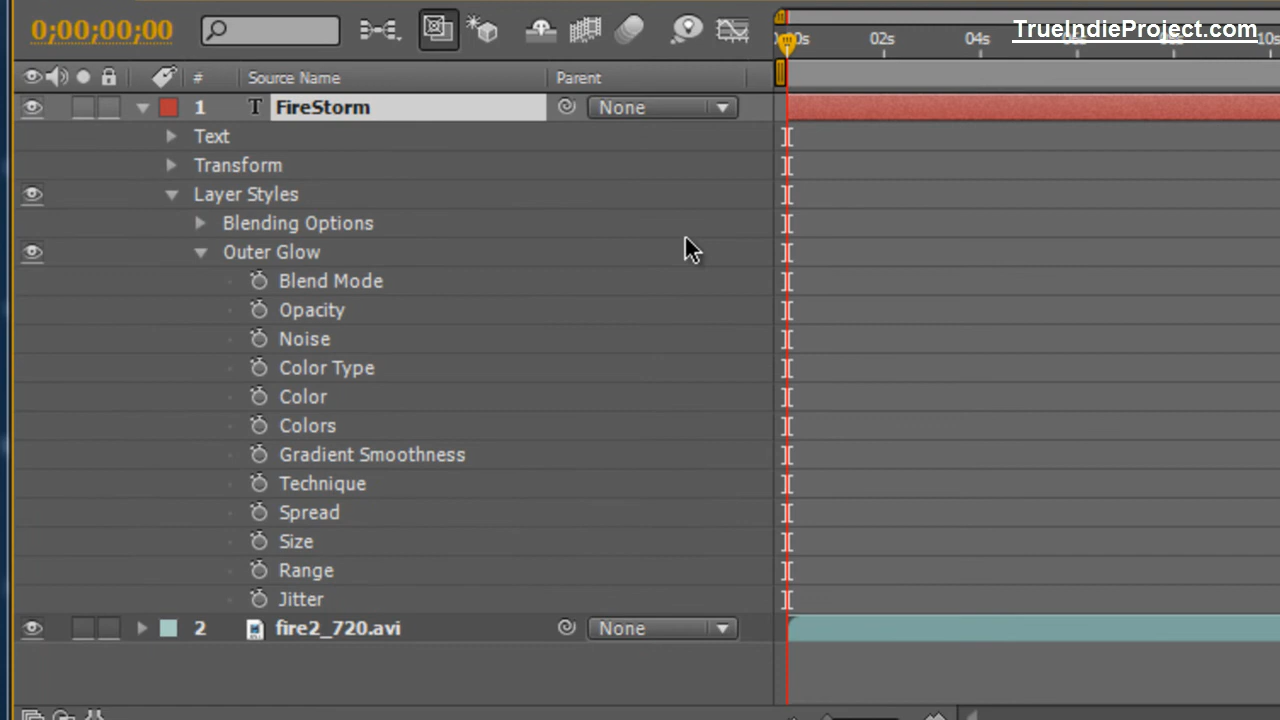 TrueIndieProject.com
0;00;00;00
02s 04s
# Source Name Parent
1 T FireStorm None
Text
Transform
Layer Styles
Blending Options
Outer Glow
Blend Mode
Opacity
Noise
Color Type
Color
Colors
Gradient Smoothness
Technique
Spread
Size
Range
Jitter
2 fire2_720.avi None